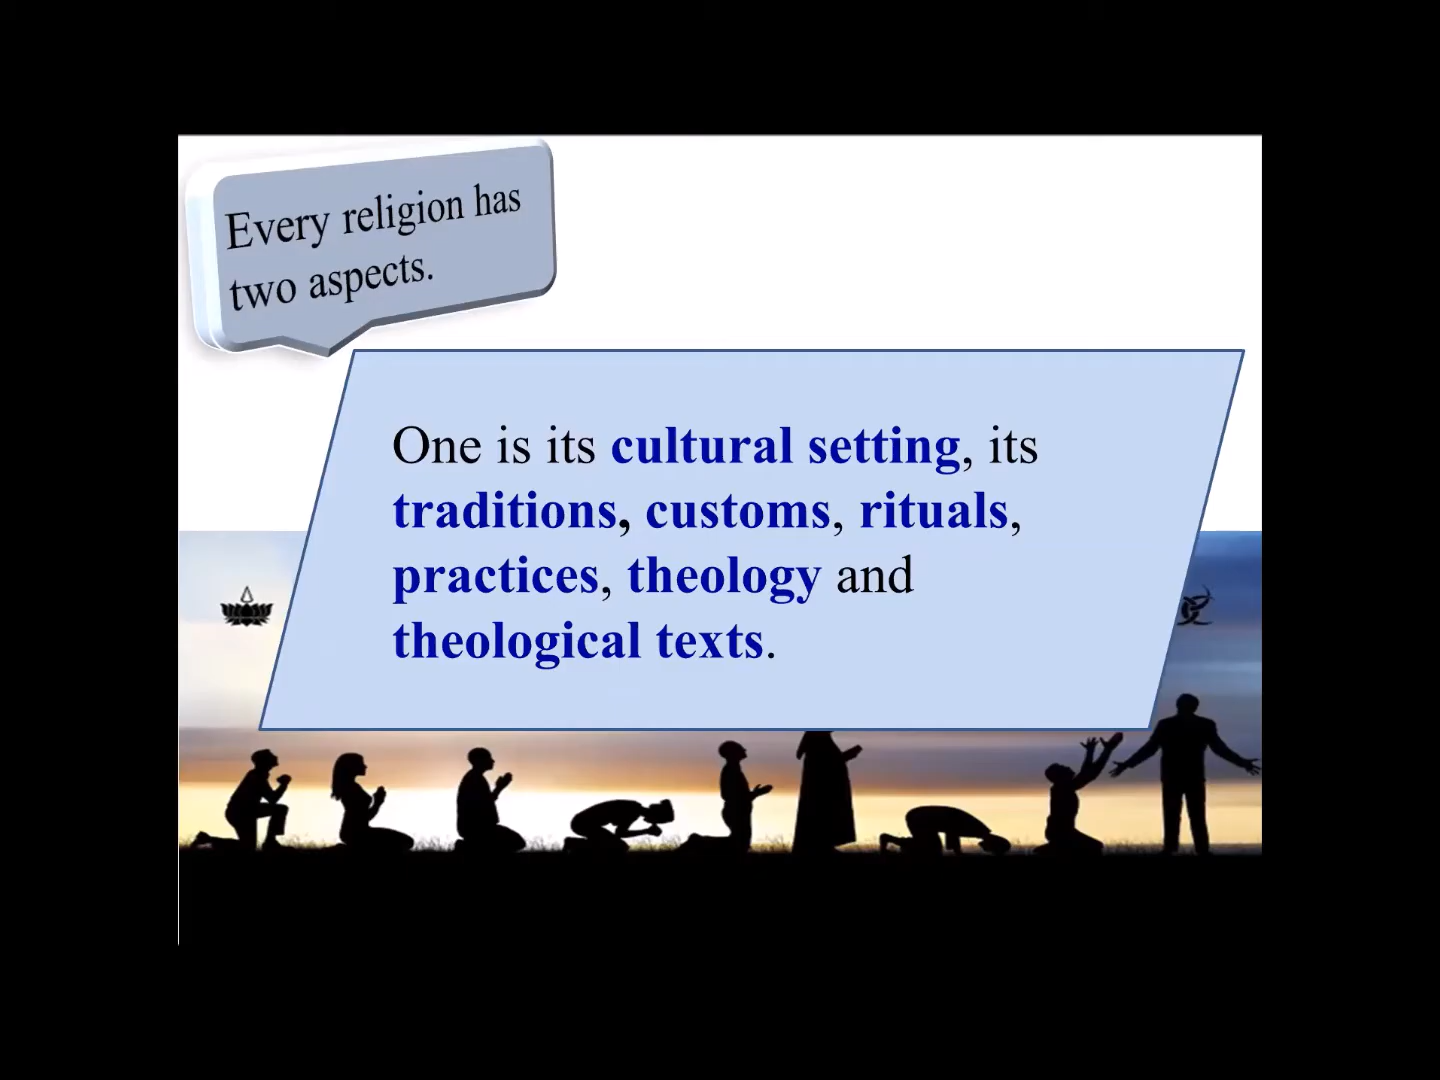 Every religion has
two aspects.
One is its cultural setting, its
traditions, customs, rituals,
practices, theology and
theological texts.